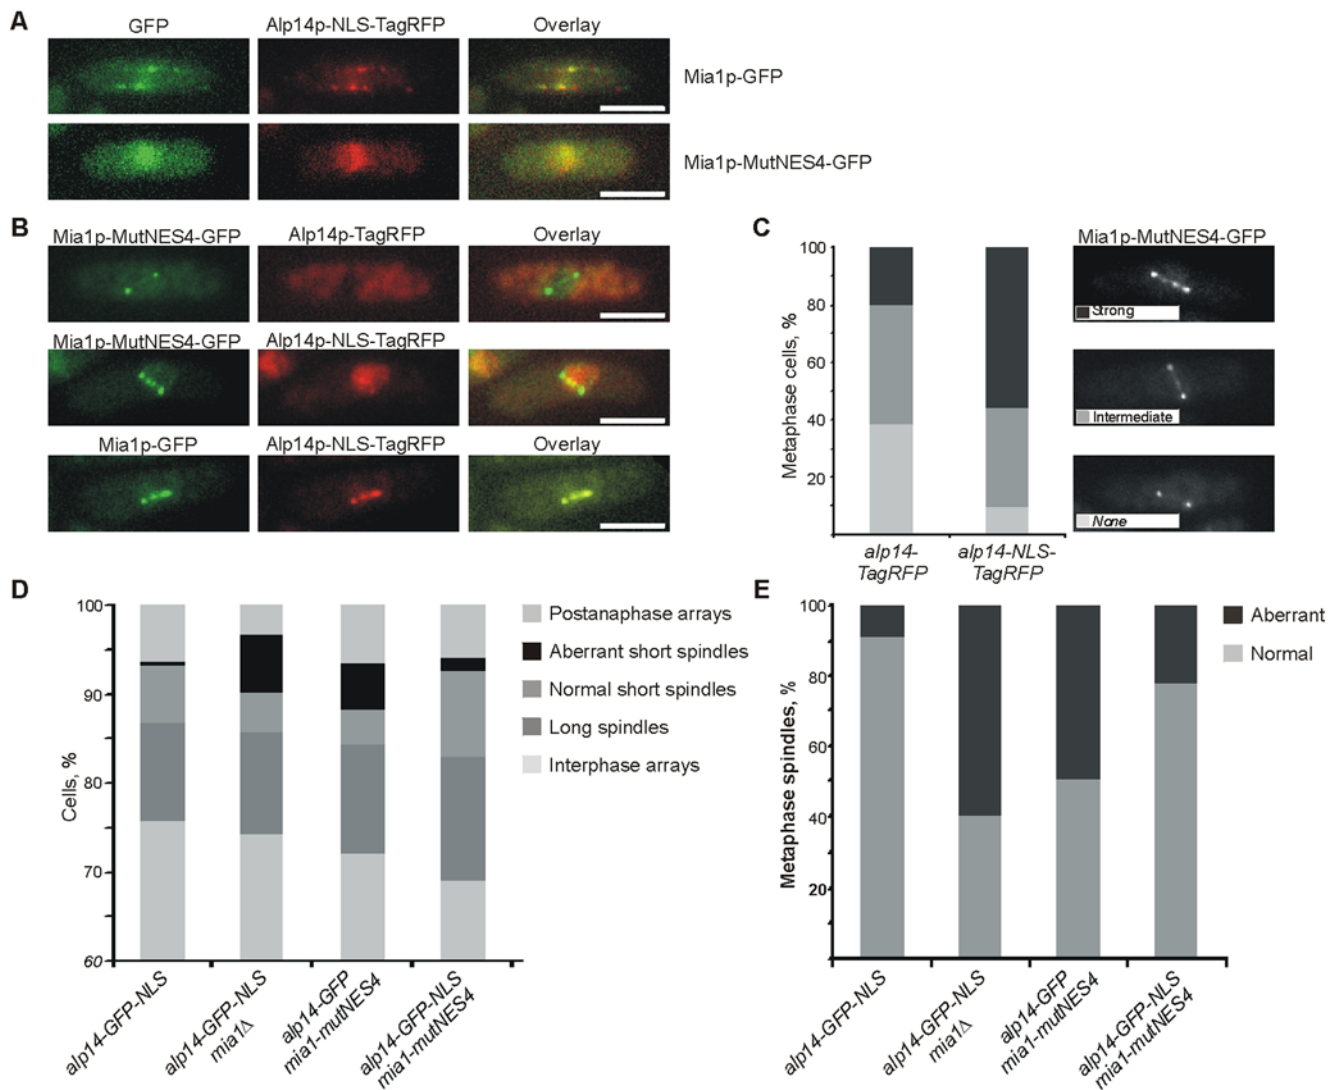 A
GFP
Alp14p-NLS-TagRFP
Overlay
Mia1p-GFP
Mia1p-MutNES4-GFP
B
Mia1p-MutNES4-GFP
Alp14p-TagRFP
Overlay
Mia1p-MutNES4-GFP
Alp14p-NLS-TagRFP
Overlay
Mia1p-GFP
Alp14p-NLS-TagRFP
Overlay
C
Metaphase cells, %
100
80
60
40
20
alp14-
TagRFP
alp14-NLS-
TagRFP
Mia1p-MutNES4-GFP
Strong
Intermediate
None
D
Cells, %
100
90
80
70
60
alp14-GFP-NLS
alp14-GFP-NLS
mia1Δ
alp14-GFP
mia1-mutNES4
alp14-GFP-NLS
mia1-mutNES4
Postanaphase arrays
Aberrant short spindles
Normal short spindles
Long spindles
Interphase arrays
E
Metaphase spindles, %
100
80
60
40
20
alp14-GFP-NLS
alp14-GFP-NLS
mia1Δ
alp14-GFP
mia1-mutNES4
alp14-GFP-NLS
mia1-mutNES4
Aberrant
Normal